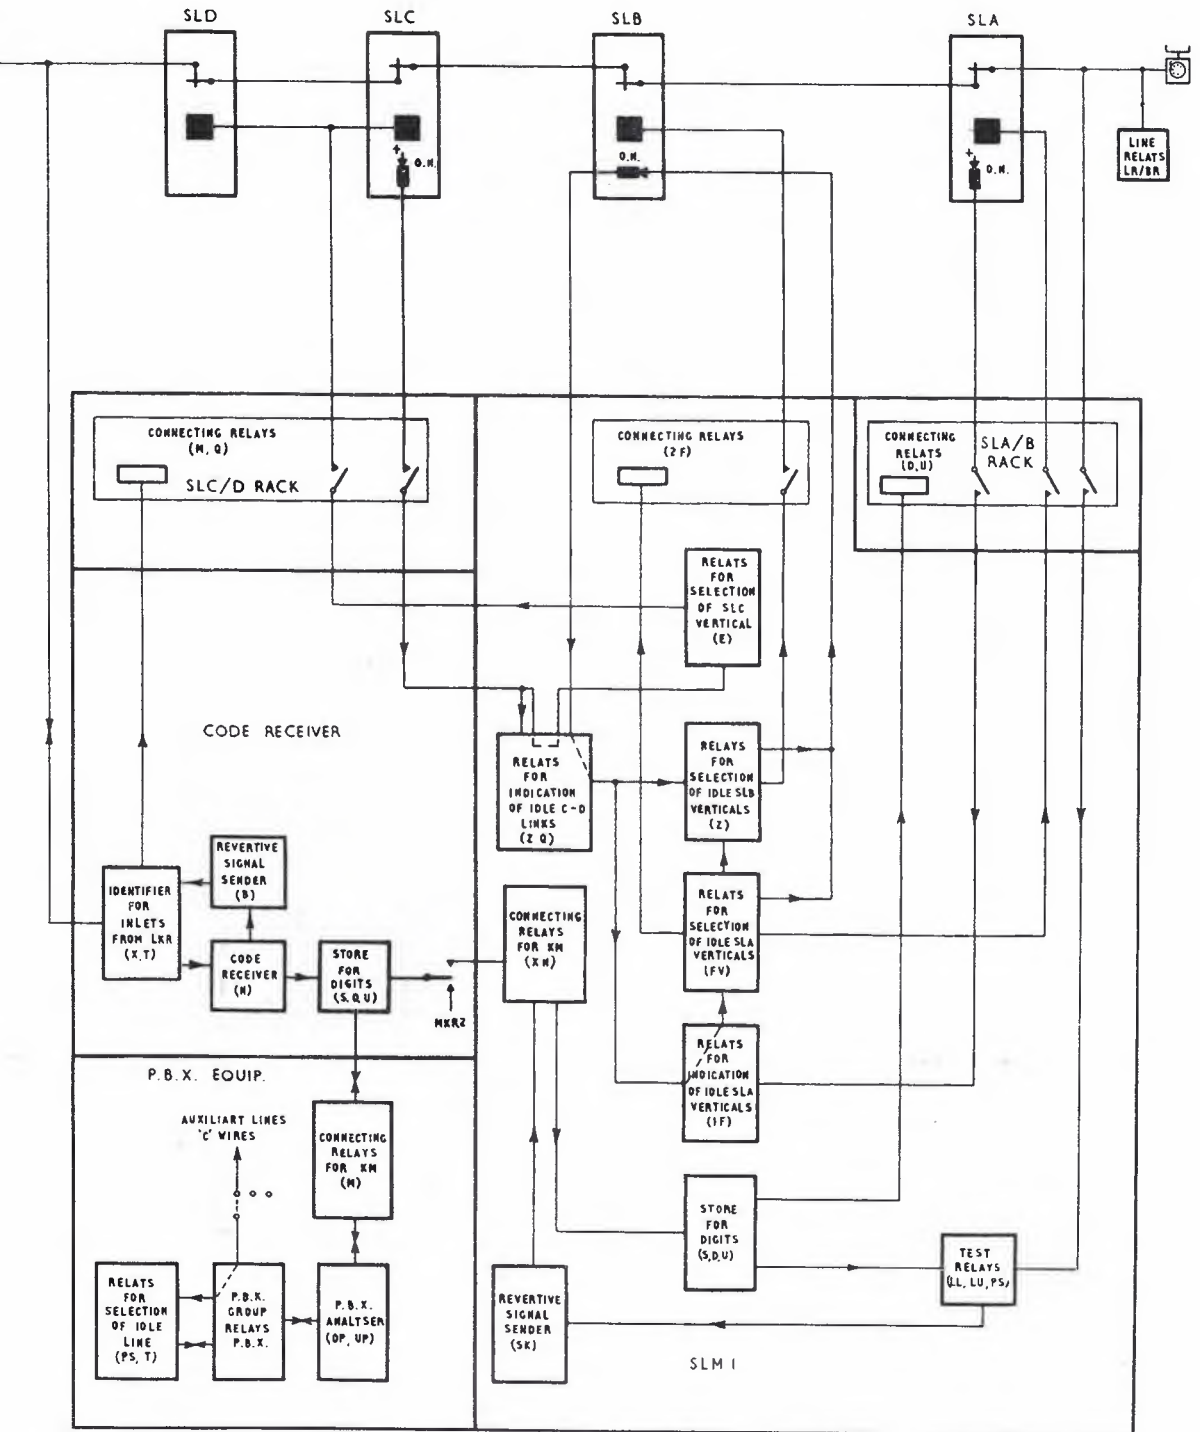 SLD
SLC
SLB
SLA
+
O.N.
O.N.
+
O.N.
LINE
RELAYS
LR/BR
CONNECTING RELAYS
(M, Q)
SLC/D RACK
CONNECTING RELAYS
(2F)
CONNECTING
RELAYS
(D,U)
SLA/B
RACK
RELAYS
FOR
SELECTION
OF SLC
VERTICAL
(E)
CODE RECEIVER
RELAYS
FOR
INDICATION
OF IDLE C-D
LINKS
(Z Q)
RELAYS
FOR
SELECTION
OF IDLE SLB
VERTICALS
(Z)
REVERTIVE
SIGNAL
SENDER
(B)
IDENTIFIER
FOR
INLETS
FROM LKR
(X,T)
CODE
RECEIVER
(N)
STORE
FOR
DIGITS
(S,Q,U)
MKR2
CONNECTING
RELAYS
FOR KM
(XN)
RELAYS
FOR
SELECTION
OF IDLE SLA
VERTICALS
(FV)
RELAYS
FOR
INDICATION
OF IDLE SLA
VERTICALS
(1F)
P.B.X. EQUIP.
AUXILIARY LINES
'C' WIRES
CONNECTING
RELAYS
FOR KM
(M)
RELAYS
FOR
SELECTION
OF IDLE
LINE
(PS, T)
P.B.X.
GROUP
RELAYS
P.B.X.
P.B.X.
ANALYSER
(DP, UP)
STORE
FOR
DIGITS
(S,D,U)
TEST
RELAYS
(LL, LU, PS)
REVERTIVE
SIGNAL
SENDER
(SK)
SLM I